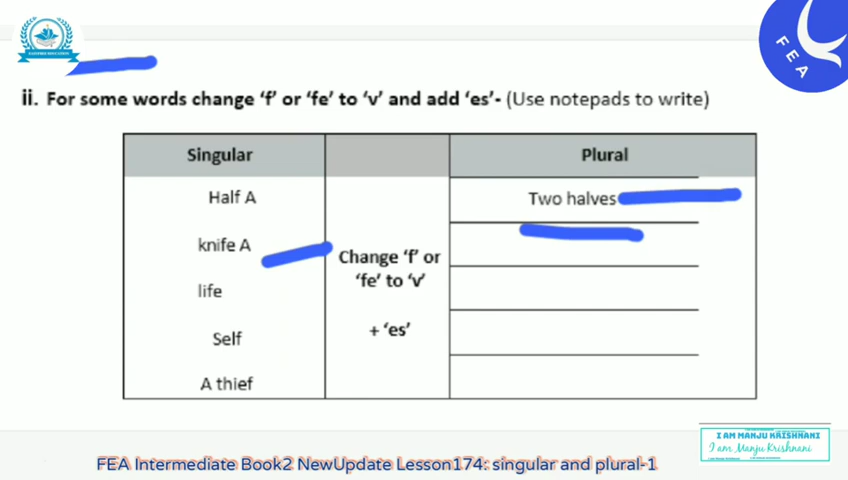 FEA
ii. For some words change ‘f’ or ‘fe’ to ‘v’ and add ‘es’- (Use notepads to write)
Singular
Plural
Half A
Two halves
knife A
life
Self
A thief
Change ‘f’ or
‘fe’ to ‘v’
+ ‘es’
I AM MANJU KRISHNANI
I am Manju Krishnani
FEA Intermediate Book2 NewUpdate Lesson174: singular and plural-1